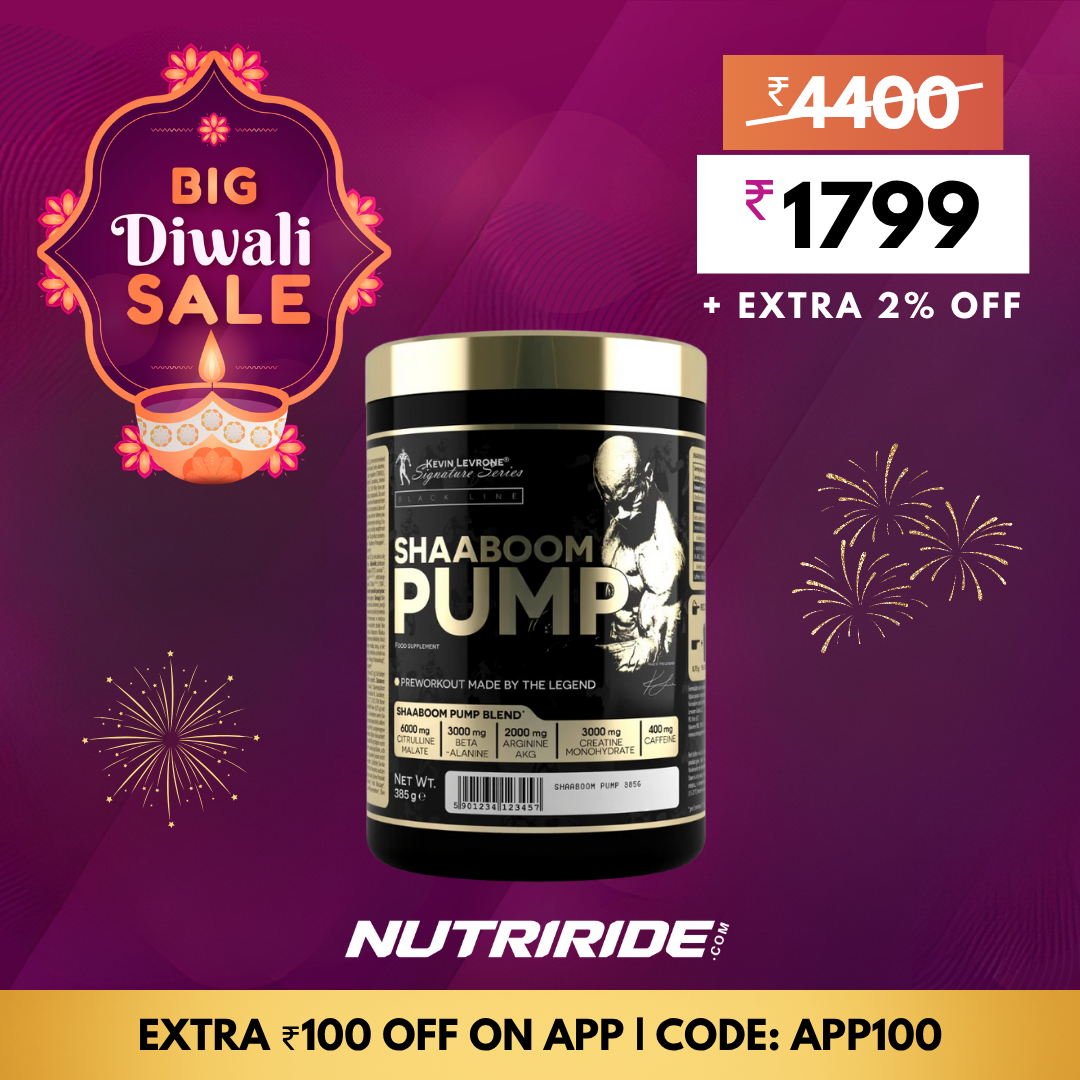 BIG
Diwali
SALE
₹4400
₹1799
+ EXTRA 2% OFF
KEVIN LEVRONE®
Signature Series
BLACK LINE
SHAABOOM
PUMP
FOOD SUPPLEMENT
PREWORKOUT MADE BY THE LEGEND
SHAABOOM PUMP BLEND*
6000 mg
CITRULLINE
MALATE
3000 mg
BETA
-ALANINE
2000 mg
ARGININE
AKG
3000 mg
CREATINE
MONOHYDRATE
400 mg
CAFFEINE
NET WT.
385 g e
SHAABOOM PUMP 385G
5 901234 123457
NUTRIRIDE.COM
EXTRA ₹100 OFF ON APP | CODE: APP100